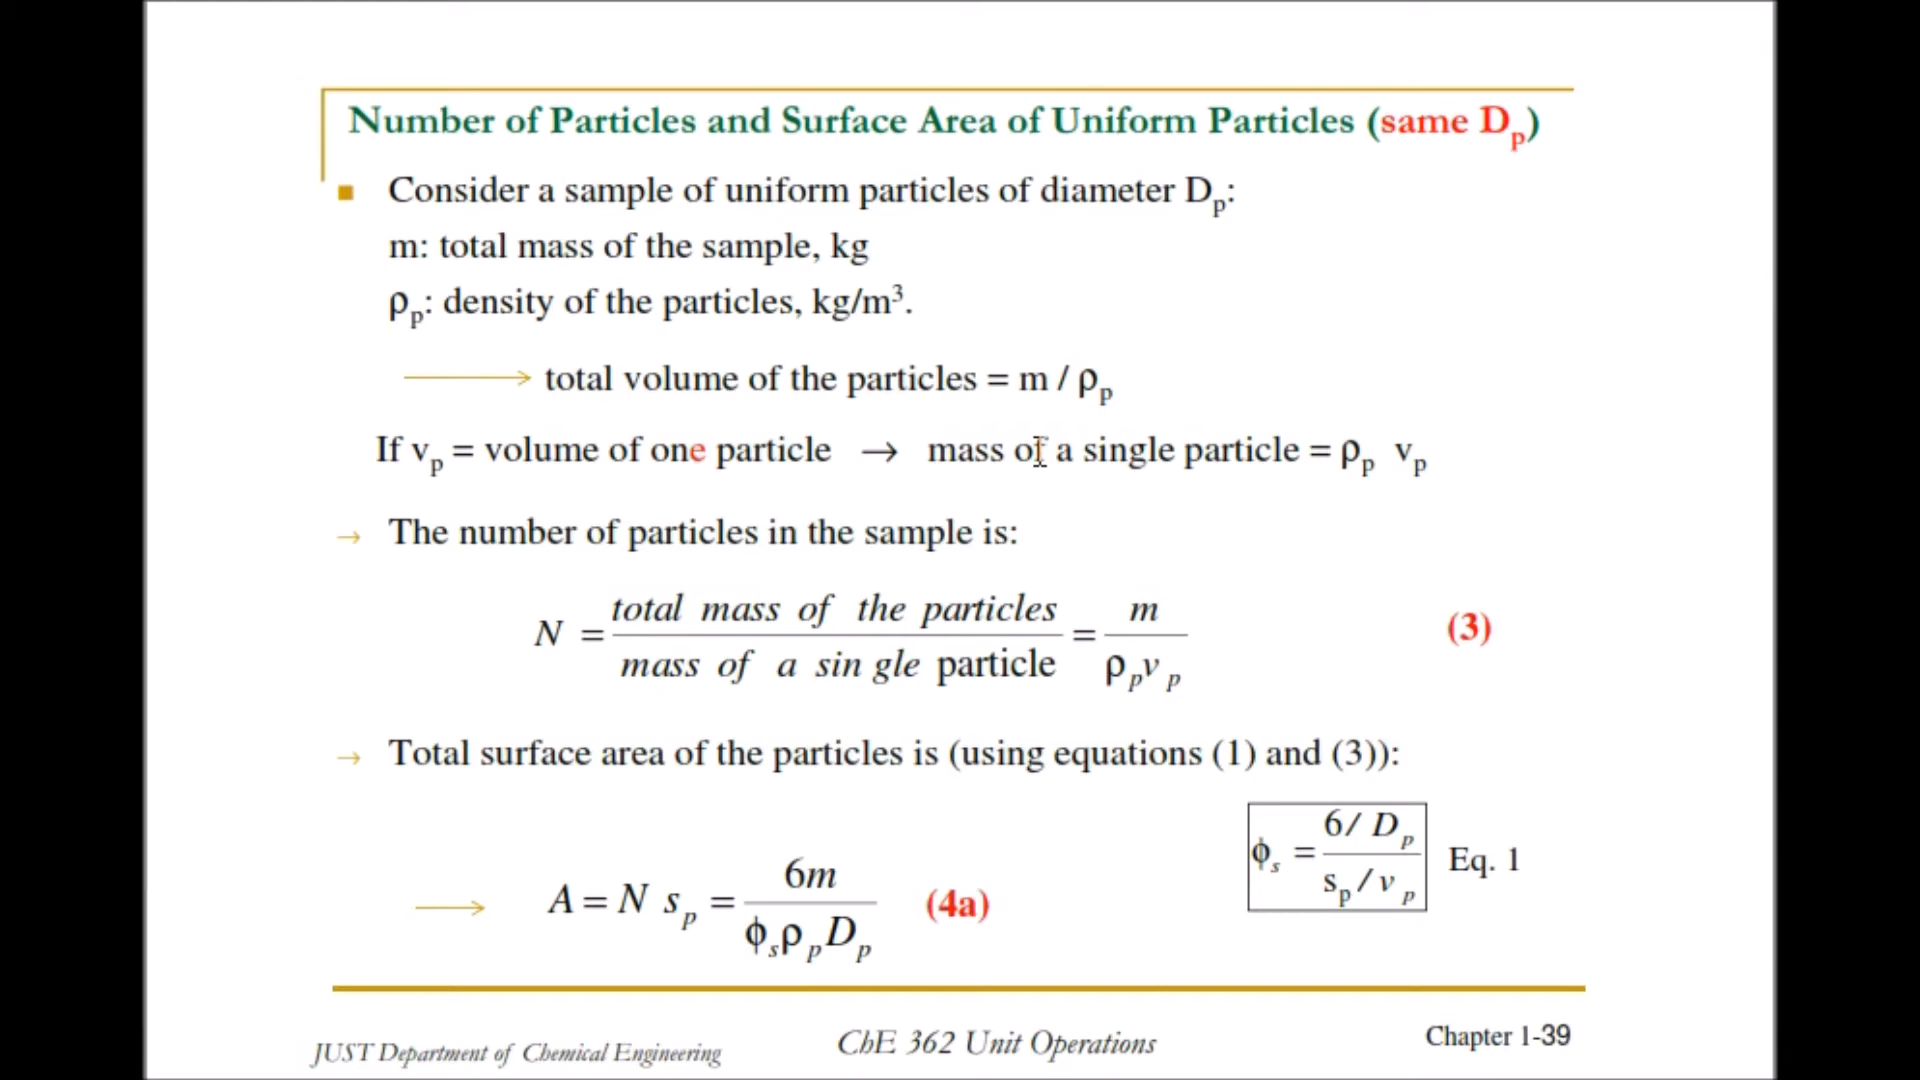 Number of Particles and Surface Area of Uniform Particles (same Dp)
■ Consider a sample of uniform particles of diameter Dp:
m: total mass of the sample, kg
ρp: density of the particles, kg/m³.
→ total volume of the particles = m / ρp
If vp = volume of one particle → mass of a single particle = ρp vp
→ The number of particles in the sample is:
N = total mass of the particles / mass of a sin gle particle = m / ρp vp (3)
→ Total surface area of the particles is (using equations (1) and (3)):
ϕs = 6/ Dp / sp / vp Eq. 1
→ A = N sp = 6m / ϕsρpDp (4a)
JUST Department of Chemical Engineering
ChE 362 Unit Operations
Chapter 1-39